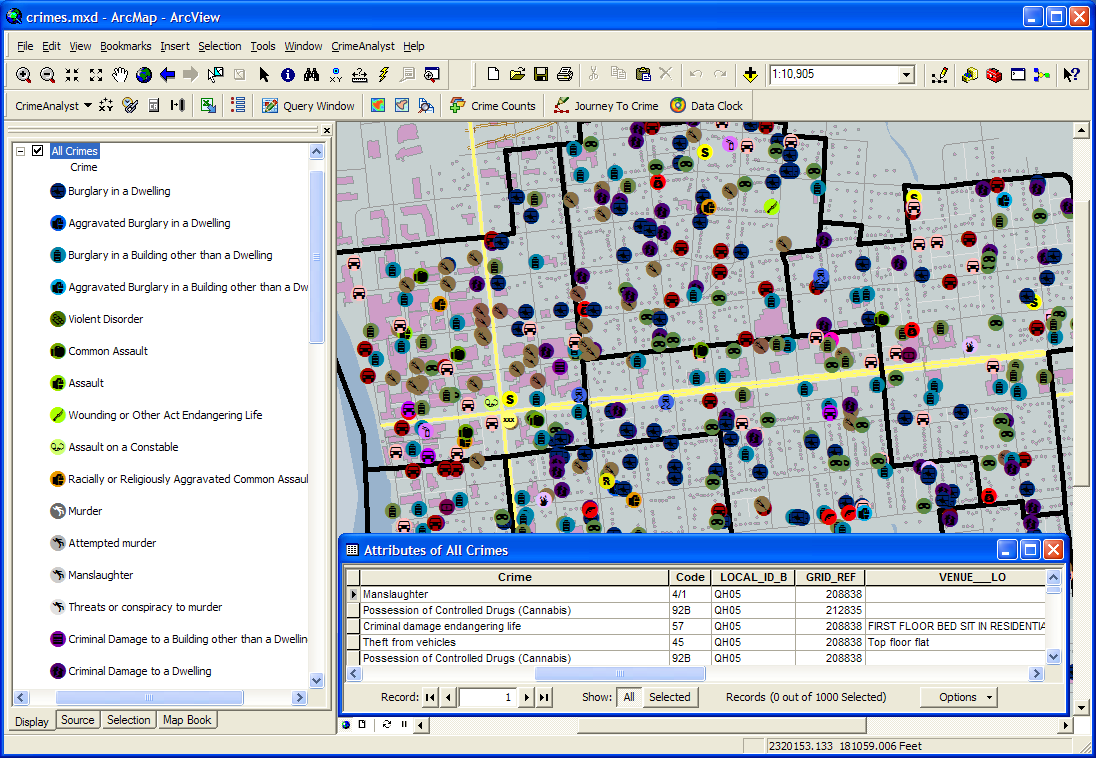 crimes.mxd - ArcMap - ArcView
File Edit View Bookmarks Insert Selection Tools Window CrimeAnalyst Help
1:10,905
CrimeAnalyst Query Window Crime Counts Journey To Crime Data Clock
All Crimes
Crime
Burglary in a Dwelling
Aggravated Burglary in a Dwelling
Burglary in a Building other than a Dwelling
Aggravated Burglary in a Building other than a Dw
Violent Disorder
Common Assault
Assault
Wounding or Other Act Endangering Life
Assault on a Constable
Racially or Religiously Aggravated Common Assaul
Murder
Attempted murder
Manslaughter
Threats or conspiracy to murder
Criminal Damage to a Building other than a Dwellin
Criminal Damage to a Dwelling
Display Source Selection Map Book
S
S
S
S
xxx
R
Attributes of All Crimes
Crime Code LOCAL_ID_B GRID_REF VENUE___LO
Manslaughter 4/1 QH05 208838
Possession of Controlled Drugs (Cannabis) 92B QH05 212835
Criminal damage endangering life 57 QH05 208838 FIRST FLOOR BED SIT IN RESIDENTIA
Theft from vehicles 45 QH05 208838 Top floor flat
Possession of Controlled Drugs (Cannabis) 92B QH05 208838
Record: 1 Show: All Selected Records (0 out of 1000 Selected) Options
2320153.133 181059.006 Feet